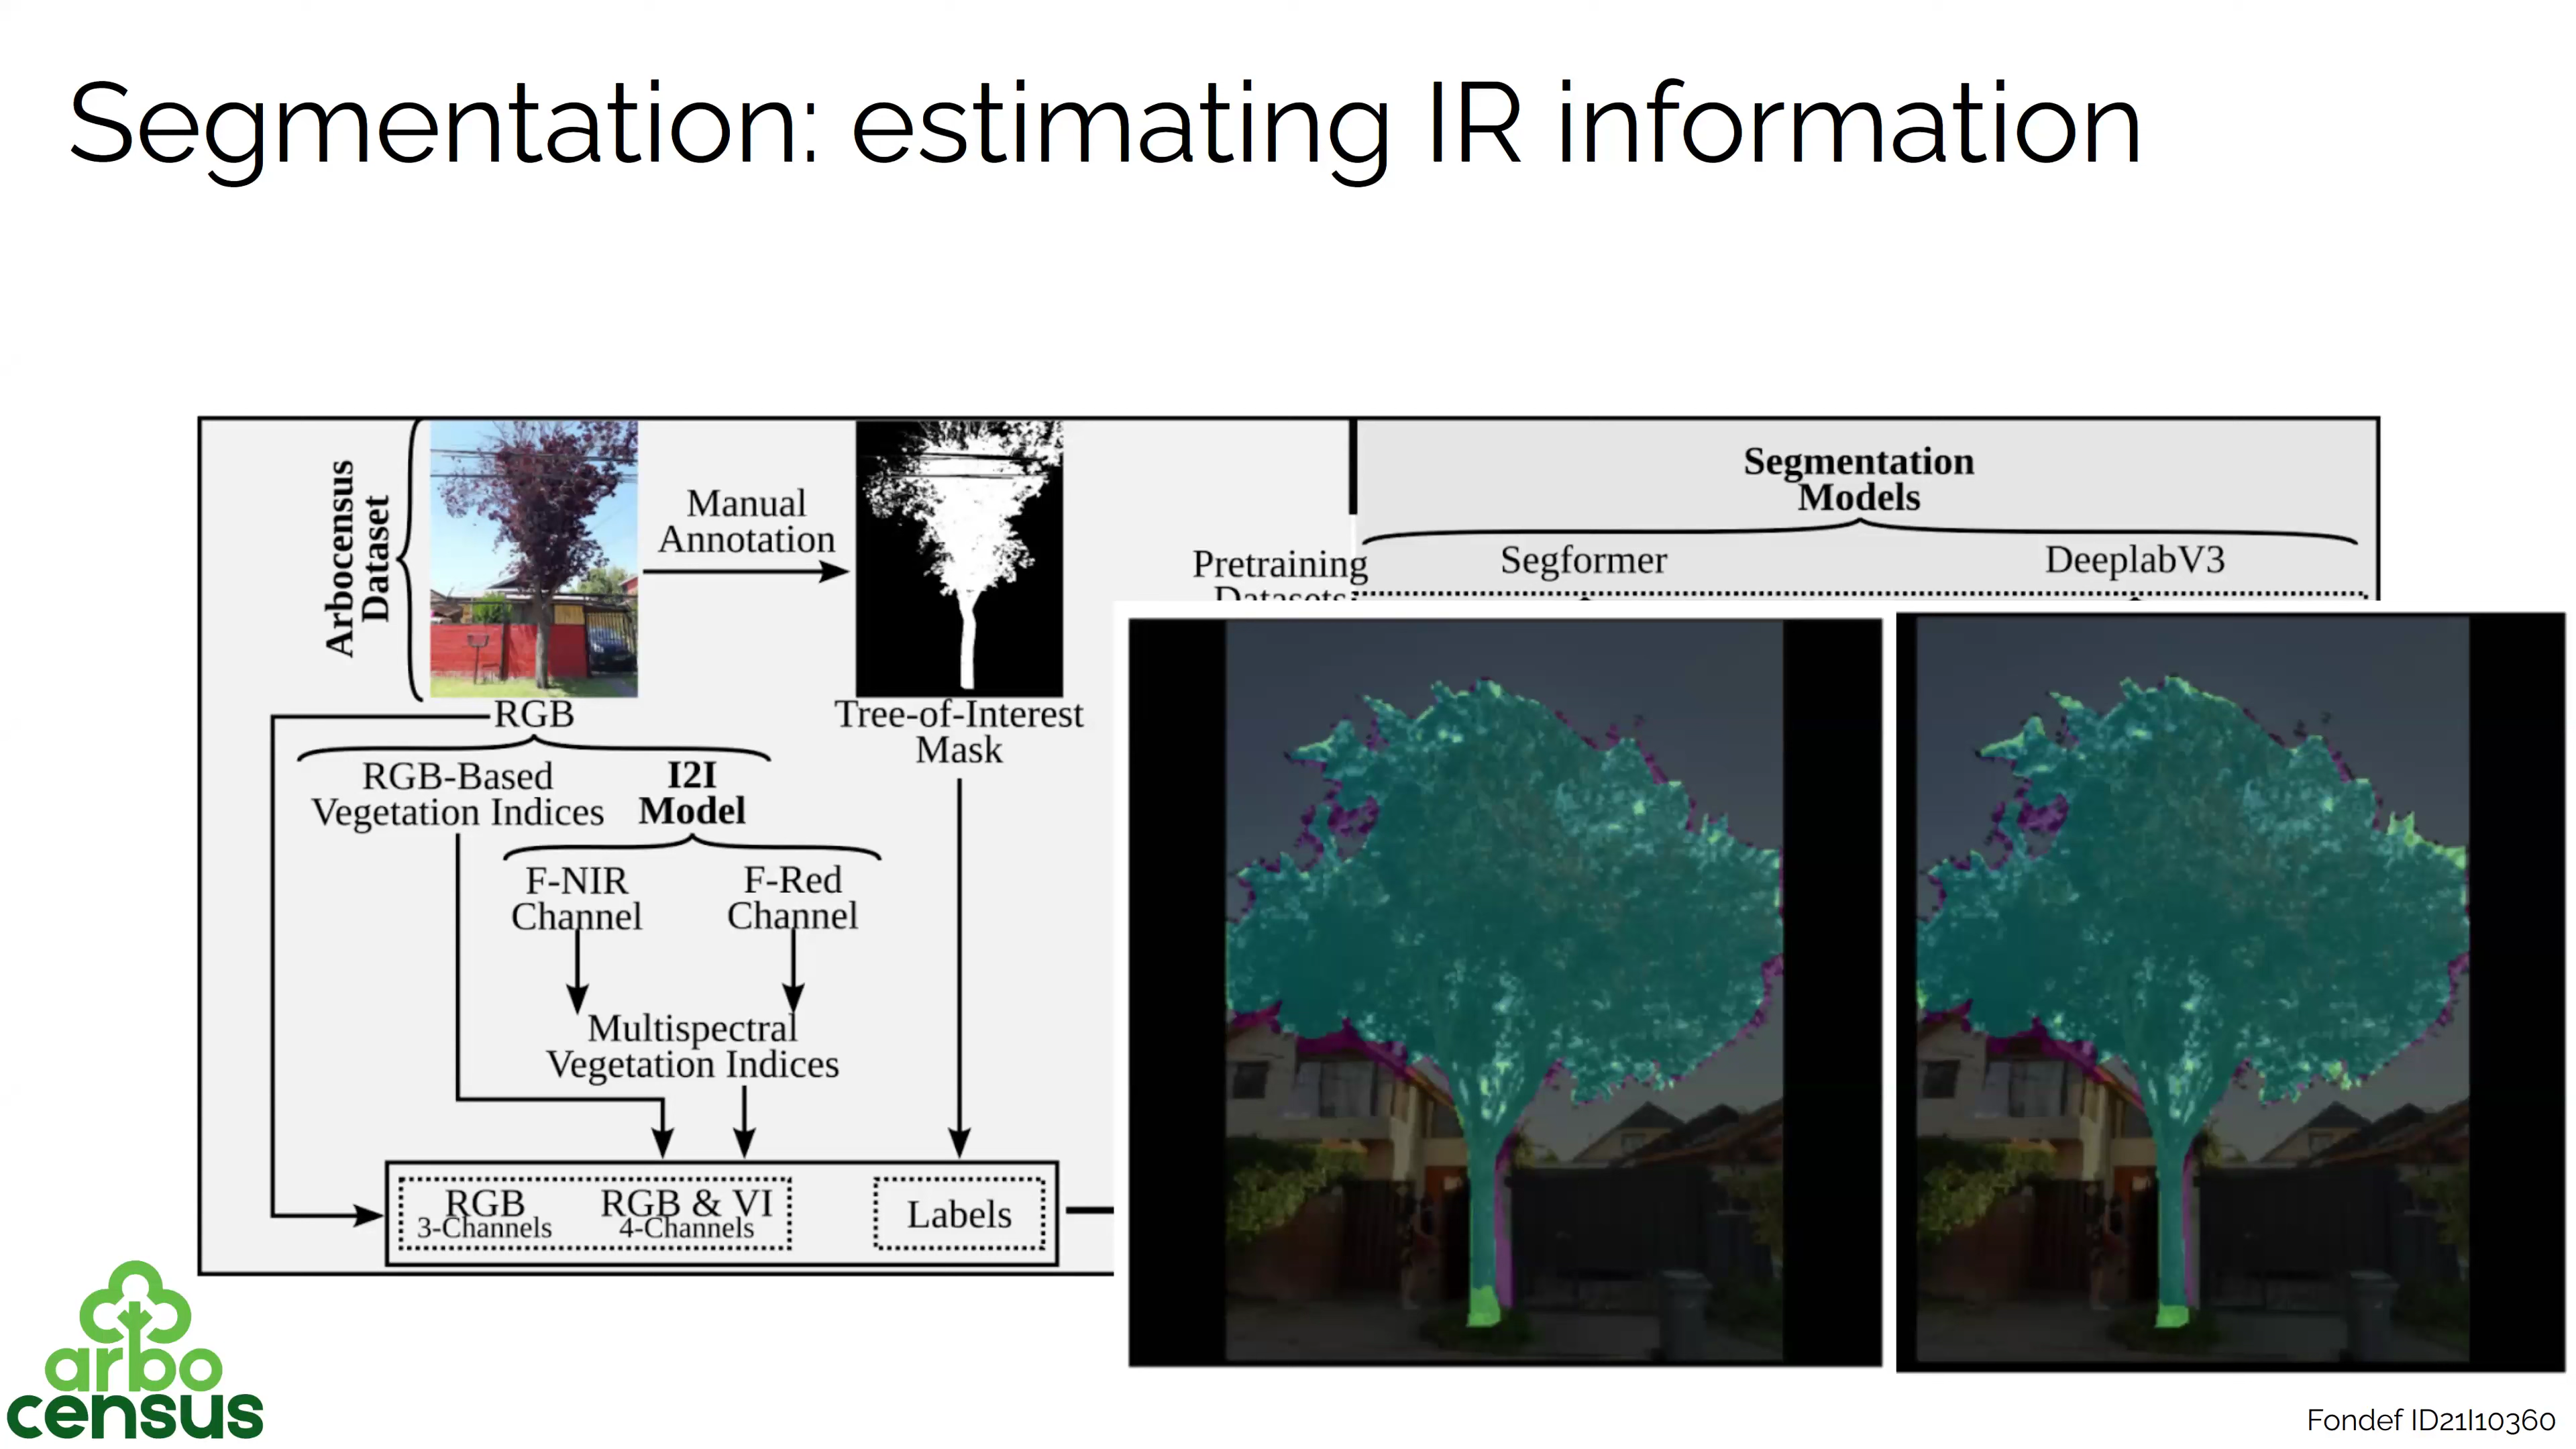 Segmentation: estimating IR information
Arbocensus
Dataset
Manual
Annotation
RGB
Tree-of-Interest
Mask
RGB-Based
Vegetation Indices
I2I
Model
F-NIR
Channel
F-Red
Channel
Multispectral
Vegetation Indices
RGB
3-Channels
RGB & VI
4-Channels
Labels
Segmentation
Models
Pretraining
Datasets:
Segformer
DeeplabV3
arbo
census
Fondef ID21I10360